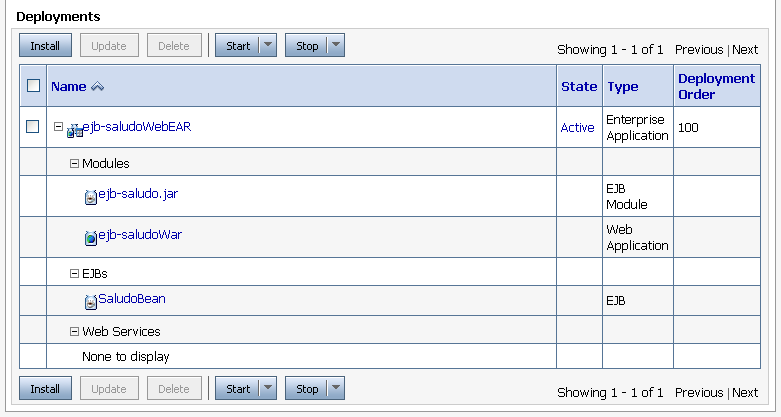 Deployments
Install Update Delete Start Stop Showing 1 - 1 of 1 Previous | Next
Name State Type Deployment Order
ejb-saludoWebEAR Active Enterprise Application 100
Modules
ejb-saludo.jar EJB Module
ejb-saludoWar Web Application
EJBs
SaludoBean EJB
Web Services
None to display
Install Update Delete Start Stop Showing 1 - 1 of 1 Previous | Next